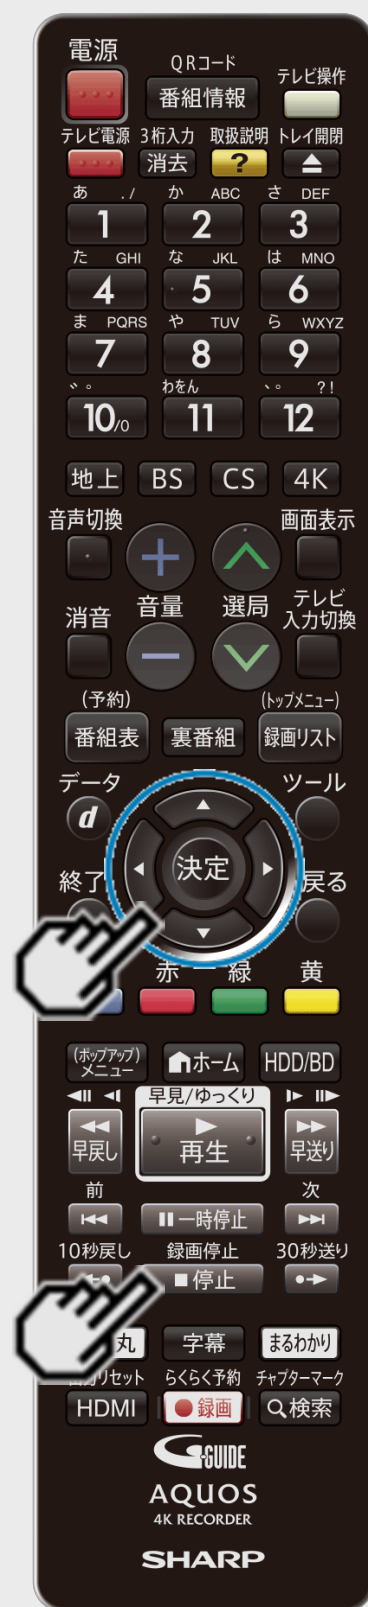 電源
QRコード
テレビ操作
番組情報
テレビ電源 3桁入力 取扱説明 トレイ開閉
消去 ?
あ ./ か ABC さ DEF
1 2 3
た GHI な JKL は MNO
4 5 6
ま PQRS や TUV ら WXYZ
7 8 9
゛゜ わをん 、。 ?!
10/0 11 12
地上 BS CS 4K
音声切換 画面表示
消音 音量 選局 テレビ
入力切換
(予約) (トップメニュー)
番組表 裏番組 録画リスト
データ ツール
d
決定
終了 戻る
赤 緑 黄
(ポップアップ)
メニュー ホーム HDD/BD
早見/ゆっくり
早戻し 再生 早送り
前 次
一時停止
10秒戻し 録画停止 30秒送り
停止
丸 字幕 まるわかり
リセット らくらく予約 チャプターマーク
HDMI 録画 検索
G-GUIDE
AQUOS
4K RECORDER
SHARP